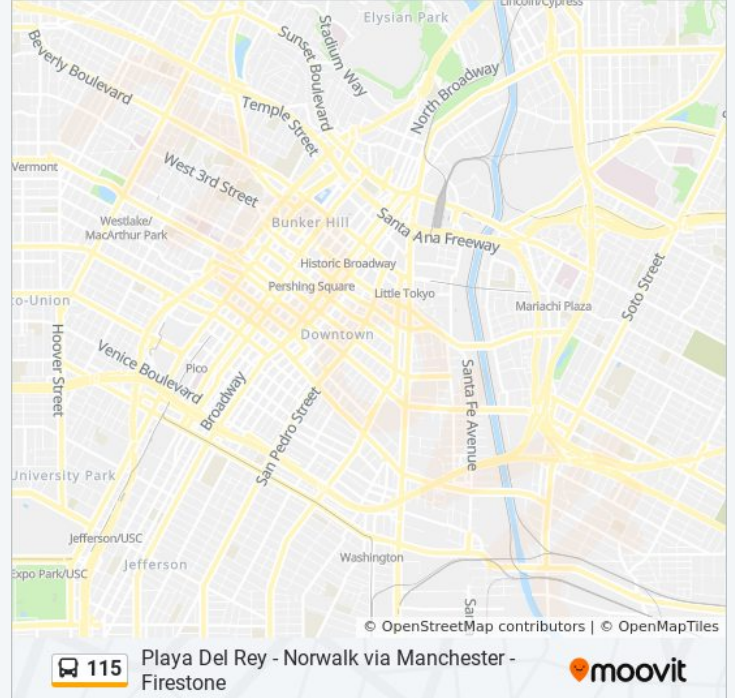 Lincoln/Cypress
Elysian Park
Stadium Way
Sunset Boulevard
Beverly Boulevard
North Broadway
Temple Street
Vermont
West 3rd Street
Westlake/
MacArthur Park
Bunker Hill
Santa Ana Freeway
Historic Broadway
Pershing Square
Little Tokyo
Soto Street
co-Union
Mariachi Plaza
Hoover Street
Downtown
Venice Boulevard
Pico
Broadway
Santa Fe Avenue
San Pedro Street
University Park
Jefferson/USC
Jefferson
Washington
Expo Park/USC
San
© OpenStreetMap contributors | © OpenMapTiles
115
Playa Del Rey - Norwalk via Manchester -
Firestone
moovit